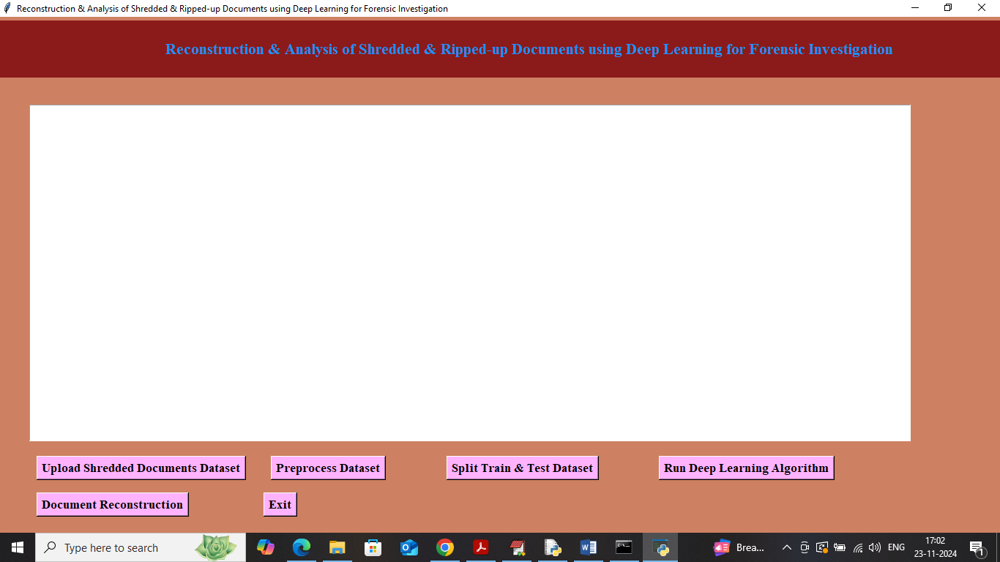 Reconstruction & Analysis of Shredded & Ripped-up Documents using Deep Learning for Forensic Investigation
Reconstruction & Analysis of Shredded & Ripped-up Documents using Deep Learning for Forensic Investigation
Upload Shredded Documents Dataset Preprocess Dataset Split Train & Test Dataset Run Deep Learning Algorithm
Document Reconstruction Exit
Type here to search Brea... ENG 17:02
23-11-2024 1